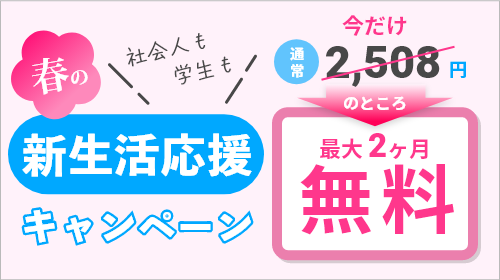 春の
社会人も
学生も
新生活応援
キャンペーン
今だけ
通常 2,508円
のところ
最大2ヶ月
無料